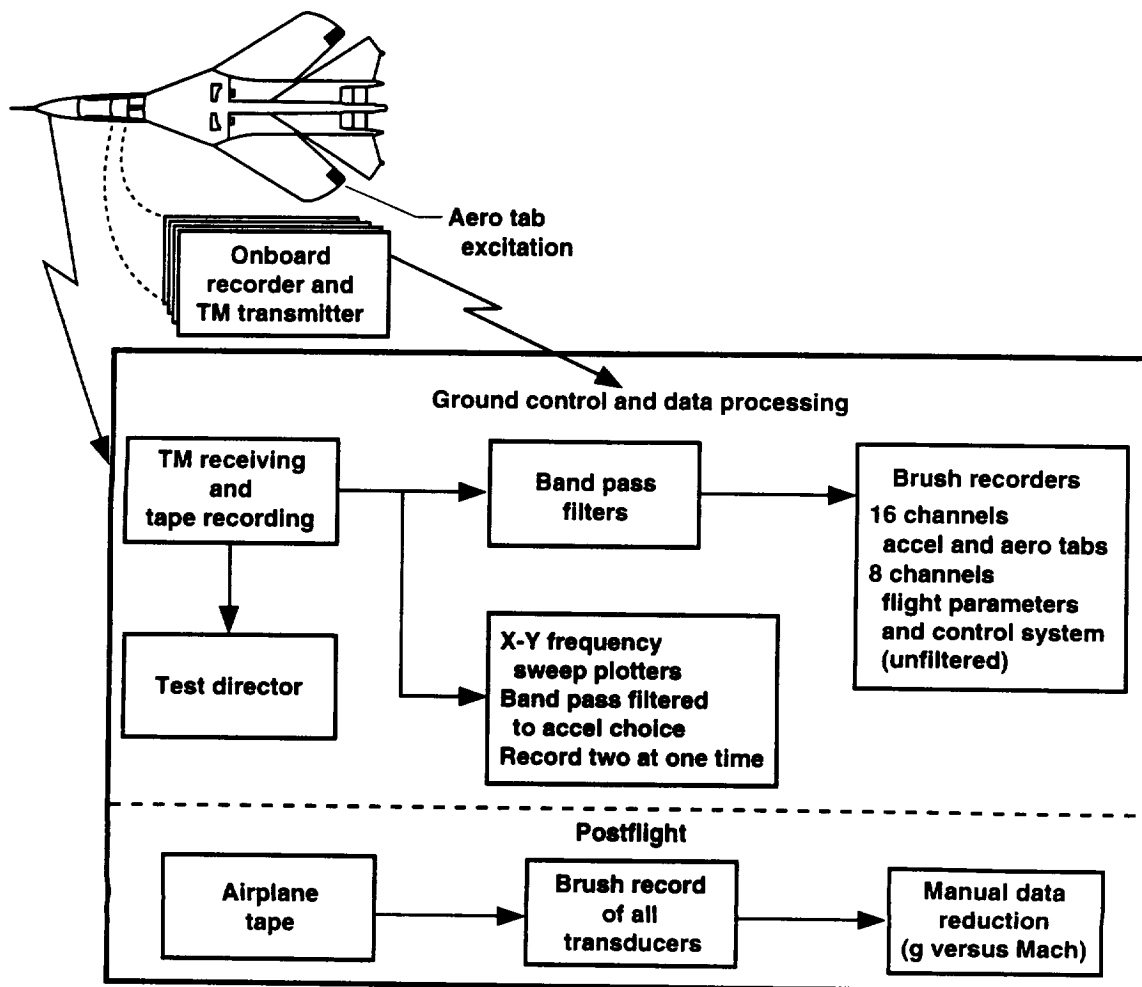 Aero tab
excitation
Onboard
recorder and
TM transmitter
Ground control and data processing
TM receiving
and
tape recording
Band pass
filters
Brush recorders
16 channels
accel and aero tabs
8 channels
flight parameters
and control system
(unfiltered)
Test director
X-Y frequency
sweep plotters
Band pass filtered
to accel choice
Record two at one time
Postflight
Airplane
tape
Brush record
of all
transducers
Manual data
reduction
(g versus Mach)